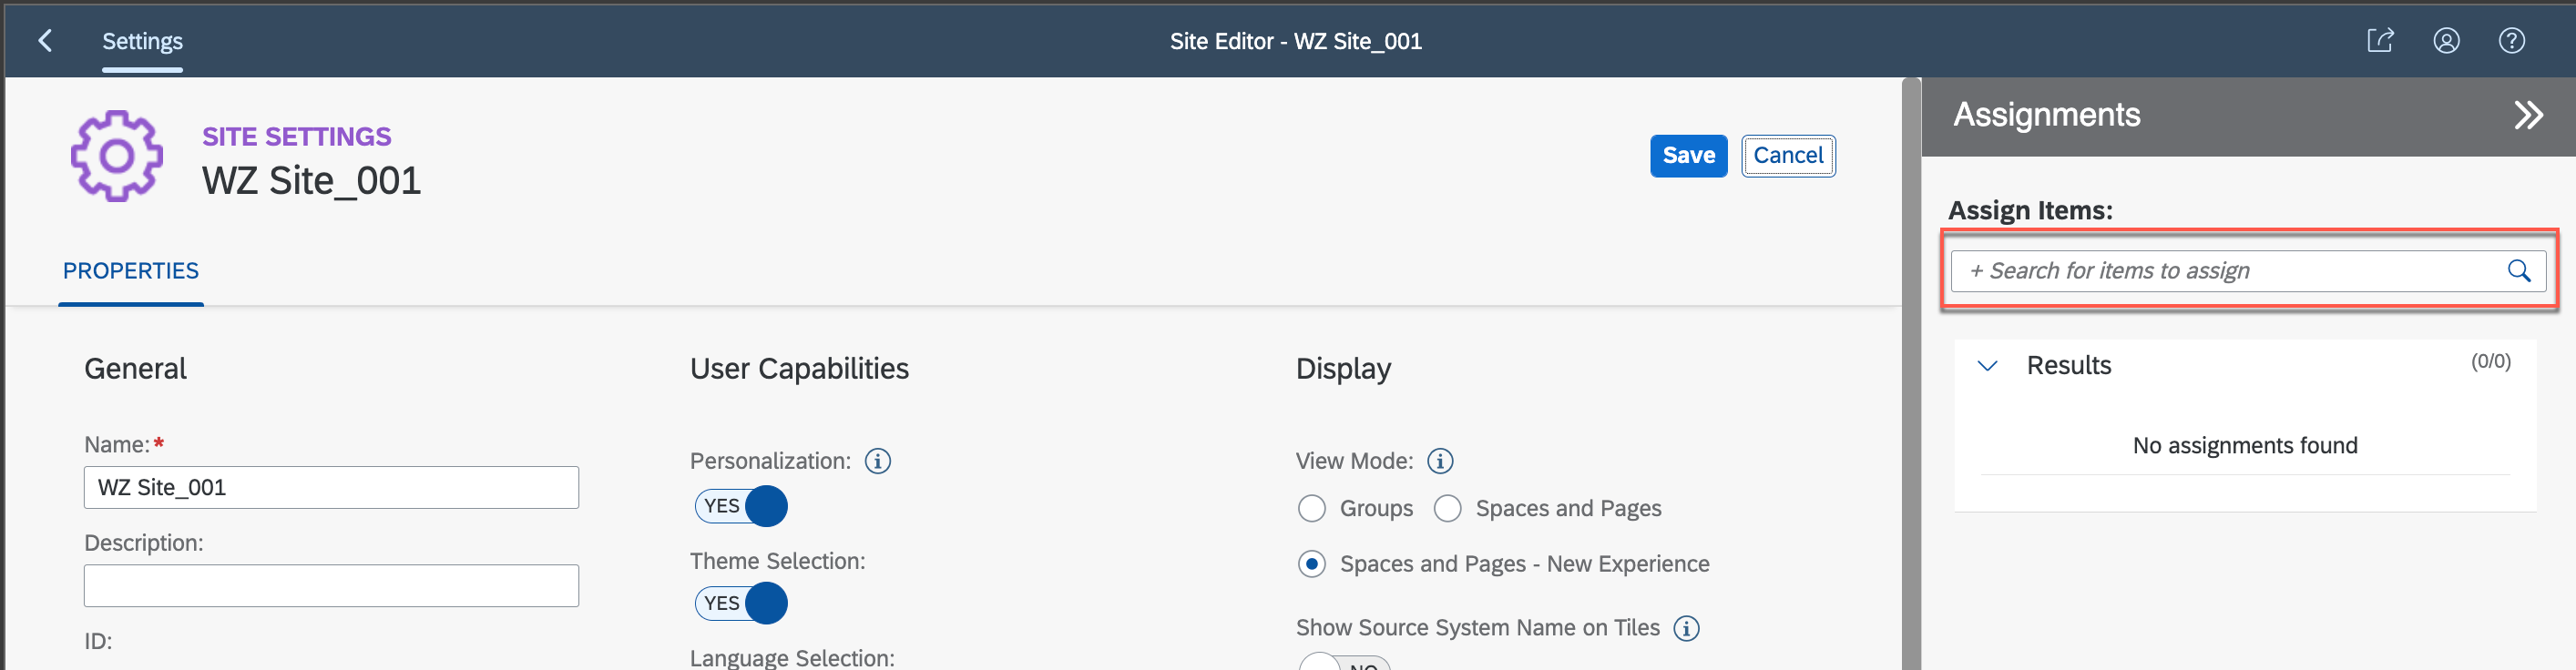 Settings
Site Editor - WZ Site_001
SITE SETTINGS
WZ Site_001
Save
Cancel
PROPERTIES
General
Name:*
WZ Site_001
Description:
ID:
User Capabilities
Personalization:
YES
Theme Selection:
YES
Language Selection:
Display
View Mode:
Groups
Spaces and Pages
Spaces and Pages - New Experience
Show Source System Name on Tiles
NO
Assignments
Assign Items:
+ Search for items to assign
Results
(0/0)
No assignments found